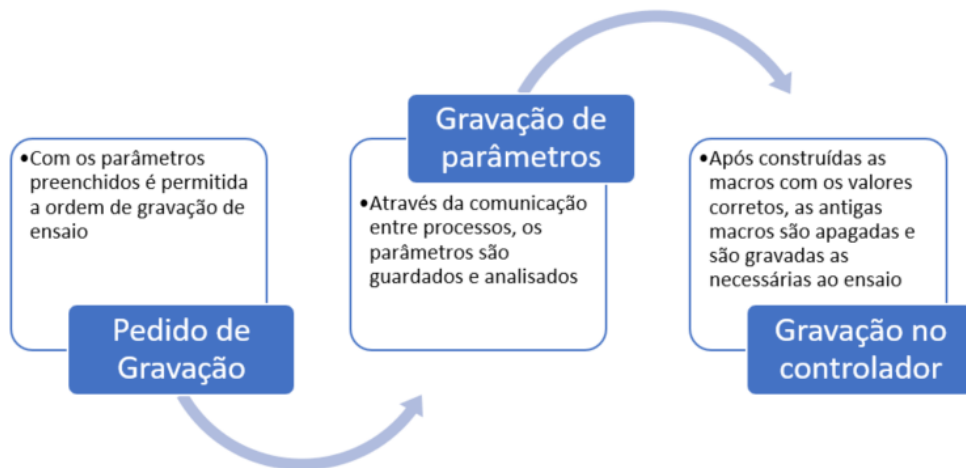 •Com os parâmetros
preenchidos é permitida
a ordem de gravação de
ensaio
Pedido de
Gravação
Gravação de
parâmetros
•Através da comunicação
entre processos, os
parâmetros são
guardados e analisados
•Após construídas as
macros com os valores
corretos, as antigas
macros são apagadas e
são gravadas as
necessárias ao ensaio
Gravação no
controlador